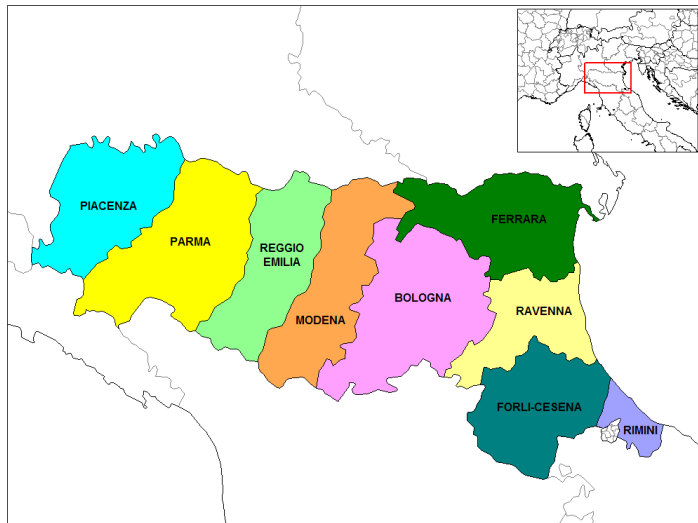 PIACENZA
PARMA
REGGIO
EMILIA
MODENA
BOLOGNA
FERRARA
RAVENNA
FORLI-CESENA
RIMINI